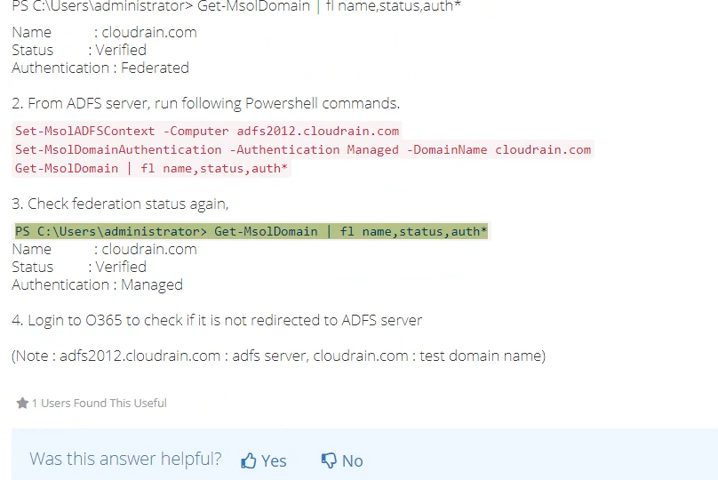 PS C:\Users\administrator> Get-MsolDomain | fl name,status,auth*
Name : cloudrain.com
Status : Verified
Authentication : Federated
2. From ADFS server, run following Powershell commands.
Set-MsolADFSContext -Computer adfs2012.cloudrain.com
Set-MsolDomainAuthentication -Authentication Managed -DomainName cloudrain.com
Get-MsolDomain | fl name,status,auth*
3. Check federation status again,
PS C:\Users\administrator> Get-MsolDomain | fl name,status,auth*
Name : cloudrain.com
Status : Verified
Authentication : Managed
4. Login to O365 to check if it is not redirected to ADFS server
(Note : adfs2012.cloudrain.com : adfs server, cloudrain.com : test domain name)
1 Users Found This Useful
Was this answer helpful? Yes No